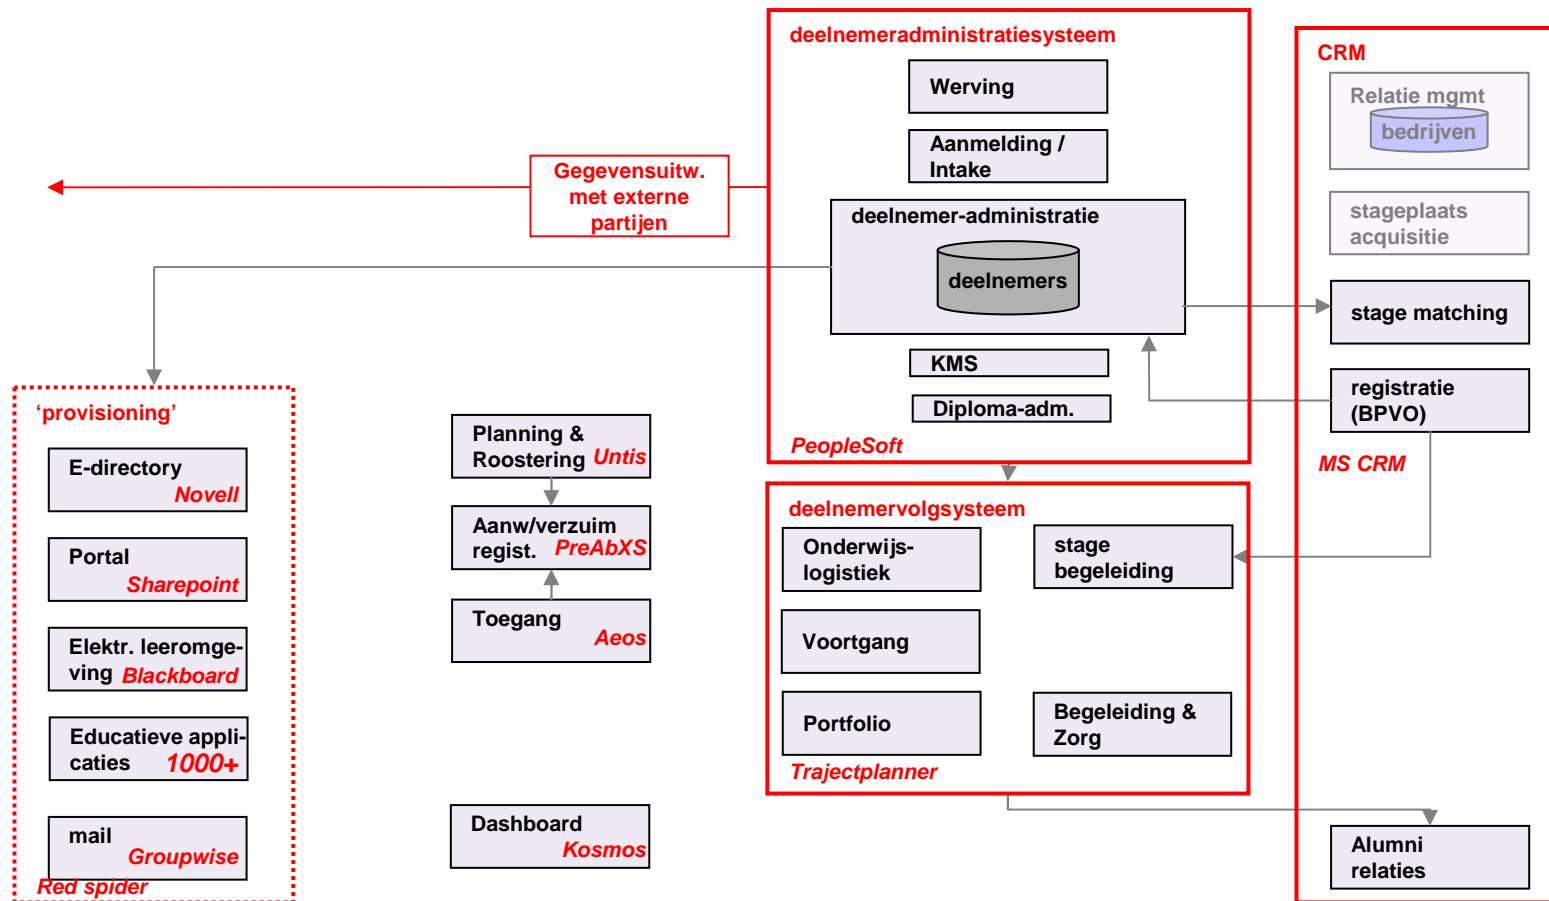 deelnemeradministratiesysteem
Werving
Aanmelding /
Intake
deelnemer-administratie
deelnemers
KMS
Diploma-adm.
PeopleSoft
Gegevensuitw.
met externe
partijen
CRM
Relatie mgmt
bedrijven
stageplaats
acquisitie
stage matching
registratie
(BPVO)
MS CRM
Alumni
relaties
‘provisioning’
E-directory
Novell
Portal
Sharepoint
Elektr. leeromge-
ving Blackboard
Educatieve appli-
caties 1000+
mail
Groupwise
Red spider
Planning &
Roostering Untis
Aanw/verzuim
regist. PreAbXS
Toegang
Aeos
Dashboard
Kosmos
deelnemervolgsysteem
Onderwijs-
logistiek
stage
begeleiding
Voortgang
Portfolio
Begeleiding &
Zorg
Trajectplanner